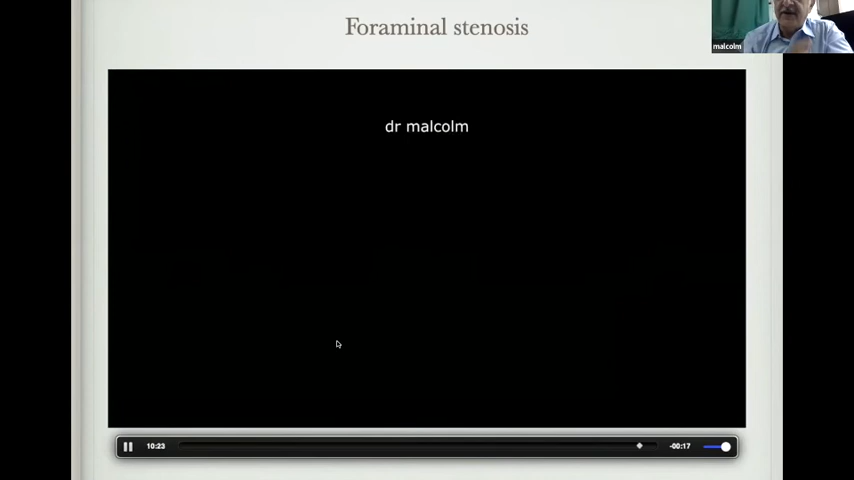 Foraminal stenosis
malcolm
dr malcolm
10:23
-00:17